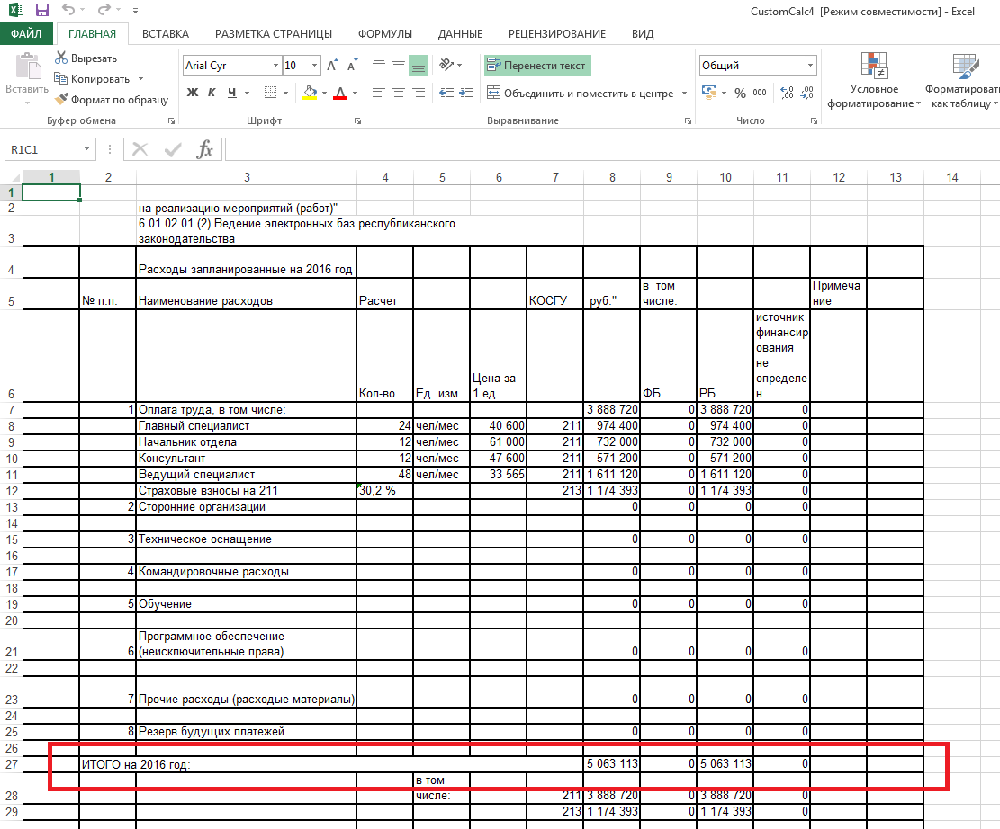 CustomCalc4 [Режим совместимости] - Excel
ФАЙЛ ГЛАВНАЯ ВСТАВКА РАЗМЕТКА СТРАНИЦЫ ФОРМУЛЫ ДАННЫЕ РЕЦЕНЗИРОВАНИЕ ВИД
Вставить
Вырезать
Копировать
Формат по образцу
Буфер обмена
Arial Cyr 10
Ж К Ч
Шрифт
Перенести текст
Объединить и поместить в центре
Выравнивание
Общий
% 000
Число
Условное
форматирование
Форматировать
как таблицу
R1C1
1 2 3 4 5 6 7 8 9 10 11 12 13 14
1
2 на реализацию мероприятий (работ)"
6.01.02.01 (2) Ведение электронных баз республиканского
3 законодательства
4 Расходы запланированные на 2016 год
в том Примеча
5 № п.п. Наименование расходов Расчет КОСГУ руб." числе: ние
источник
финансир
ования
не
Цена за определе
6 Кол-во Ед. изм. 1 ед. ФБ РБ н
7 1 Оплата труда, в том числе: 3 888 720 0 3 888 720 0
8 Главный специалист 24 чел/мес 40 600 211 974 400 0 974 400 0
9 Начальник отдела 12 чел/мес 61 000 211 732 000 0 732 000 0
10 Консультант 12 чел/мес 47 600 211 571 200 0 571 200 0
11 Ведущий специалист 48 чел/мес 33 565 211 1 611 120 0 1 611 120 0
12 Страховые взносы на 211 30,2 % 213 1 174 393 0 1 174 393 0
13 2 Сторонние организации 0 0 0 0
14
15 3 Техническое оснащение 0 0 0 0
16
17 4 Командировочные расходы 0 0 0 0
18
19 5 Обучение 0 0 0 0
20
Программное обеспечение
21 6 (неисключительные права) 0 0 0 0
22
23 7 Прочие расходы (расходые материалы) 0 0 0 0
24
25 8 Резерв будущих платежей 0 0 0 0
26
27 ИТОГО на 2016 год: 5 063 113 0 5 063 113 0
в том
28 числе: 211 3 888 720 0 3 888 720 0
29 213 1 174 393 0 1 174 393 0